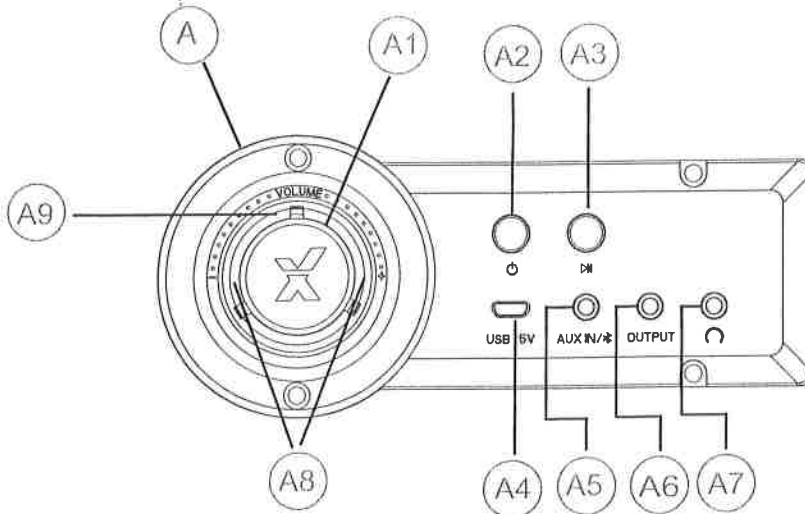 A
A1
A2
A3
A9
VOLUME
- +
USB 5V
AUX IN/
OUTPUT
A8
A4
A5
A6
A7